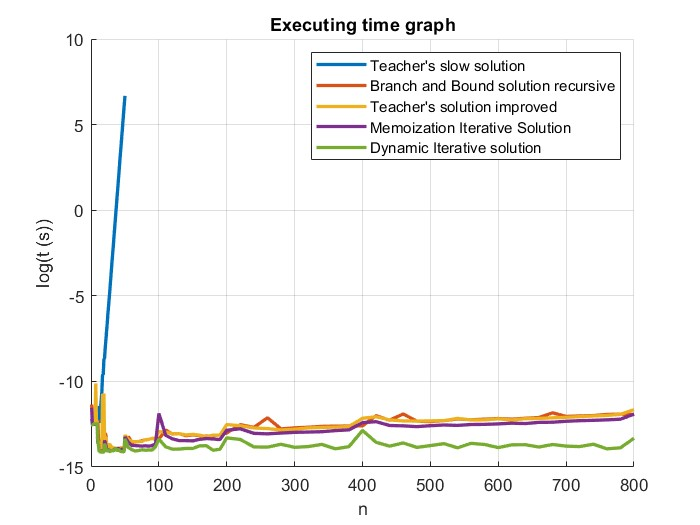 Executing time graph
10
5
0
-5
-10
-15
log(t (s))
Teacher's slow solution
Branch and Bound solution recursive
Teacher's solution improved
Memoization Iterative Solution
Dynamic Iterative solution
0 100 200 300 400 500 600 700 800
n